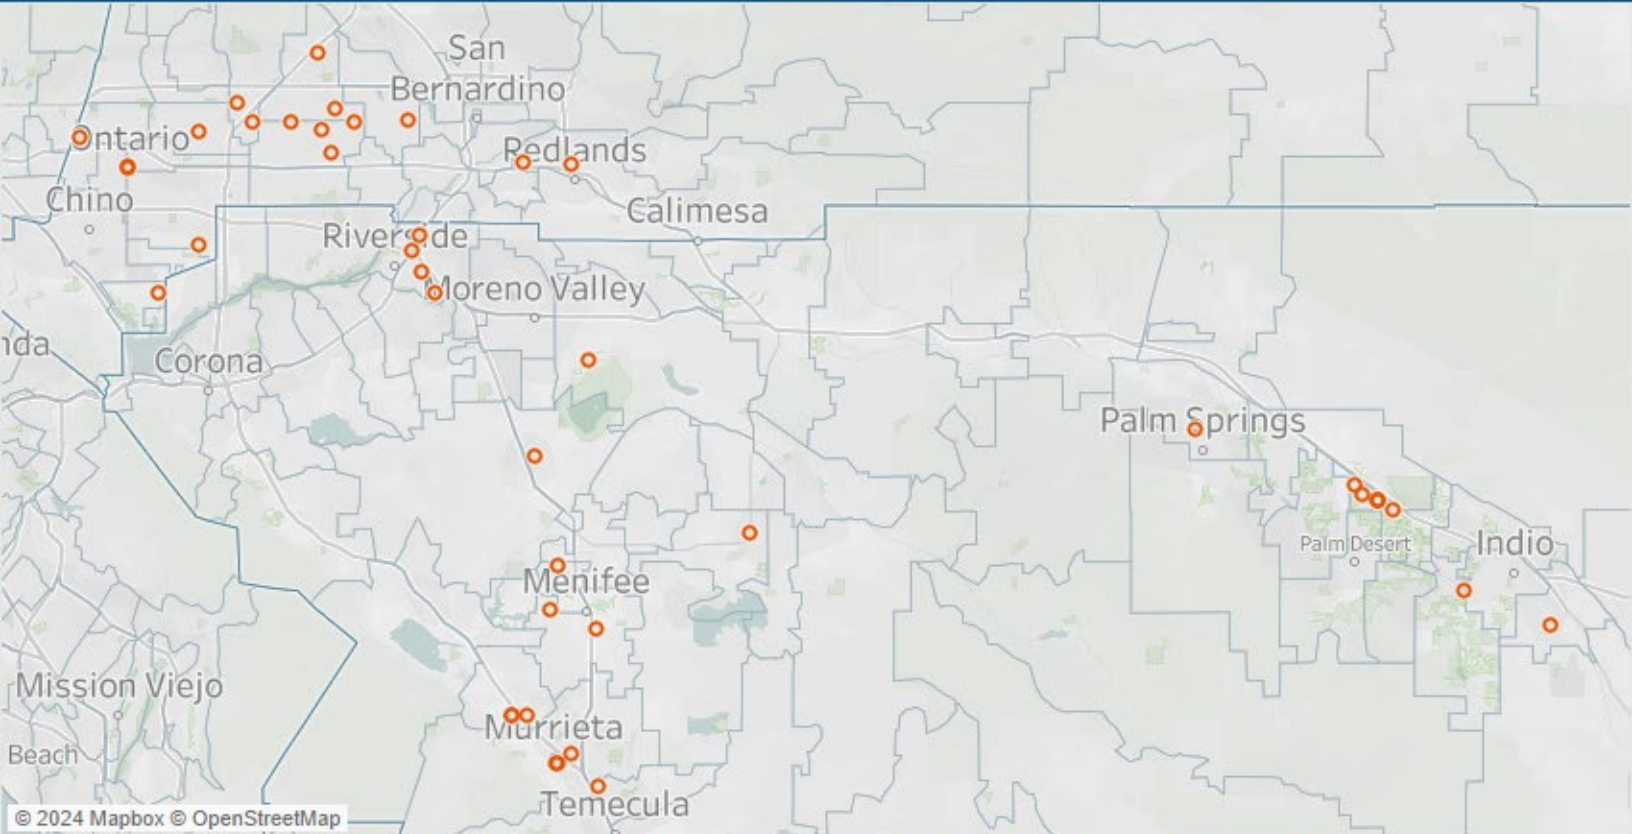 San
Bernardino
Ontario
Redlands
Chino
Calimesa
Riverside
Moreno Valley
nda
Corona
Palm Springs
Palm Desert
Indio
Menifee
Mission Viejo
Murrieta
Beach
Temecula
© 2024 Mapbox © OpenStreetMap